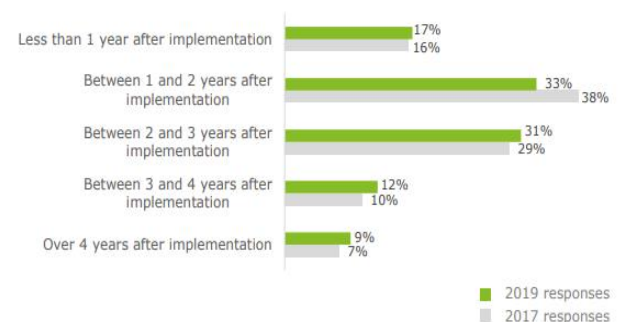 Less than 1 year after implementation
17%
16%
Between 1 and 2 years after
implementation
33%
38%
Between 2 and 3 years after
implementation
31%
29%
Between 3 and 4 years after
implementation
12%
10%
Over 4 years after implementation
9%
7%
2019 responses
2017 responses